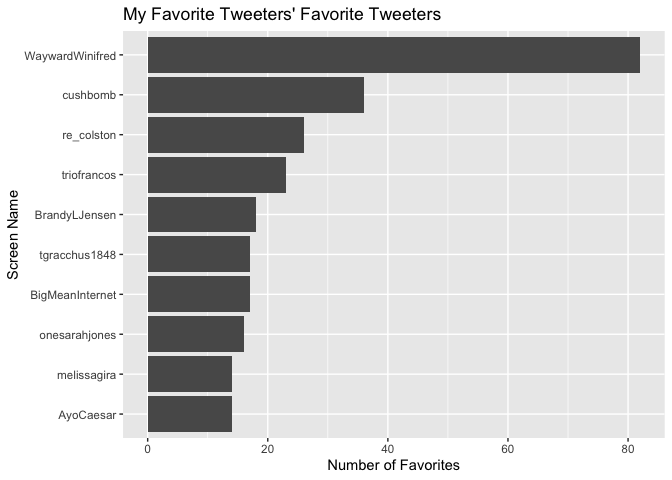 My Favorite Tweeters' Favorite Tweeters
Screen Name
WaywardWinifred
cushbomb
re_colston
triofrancos
BrandyLJensen
tgracchus1848
BigMeanInternet
onesarahjones
melissagira
AyoCaesar
0 20 40 60 80
Number of Favorites